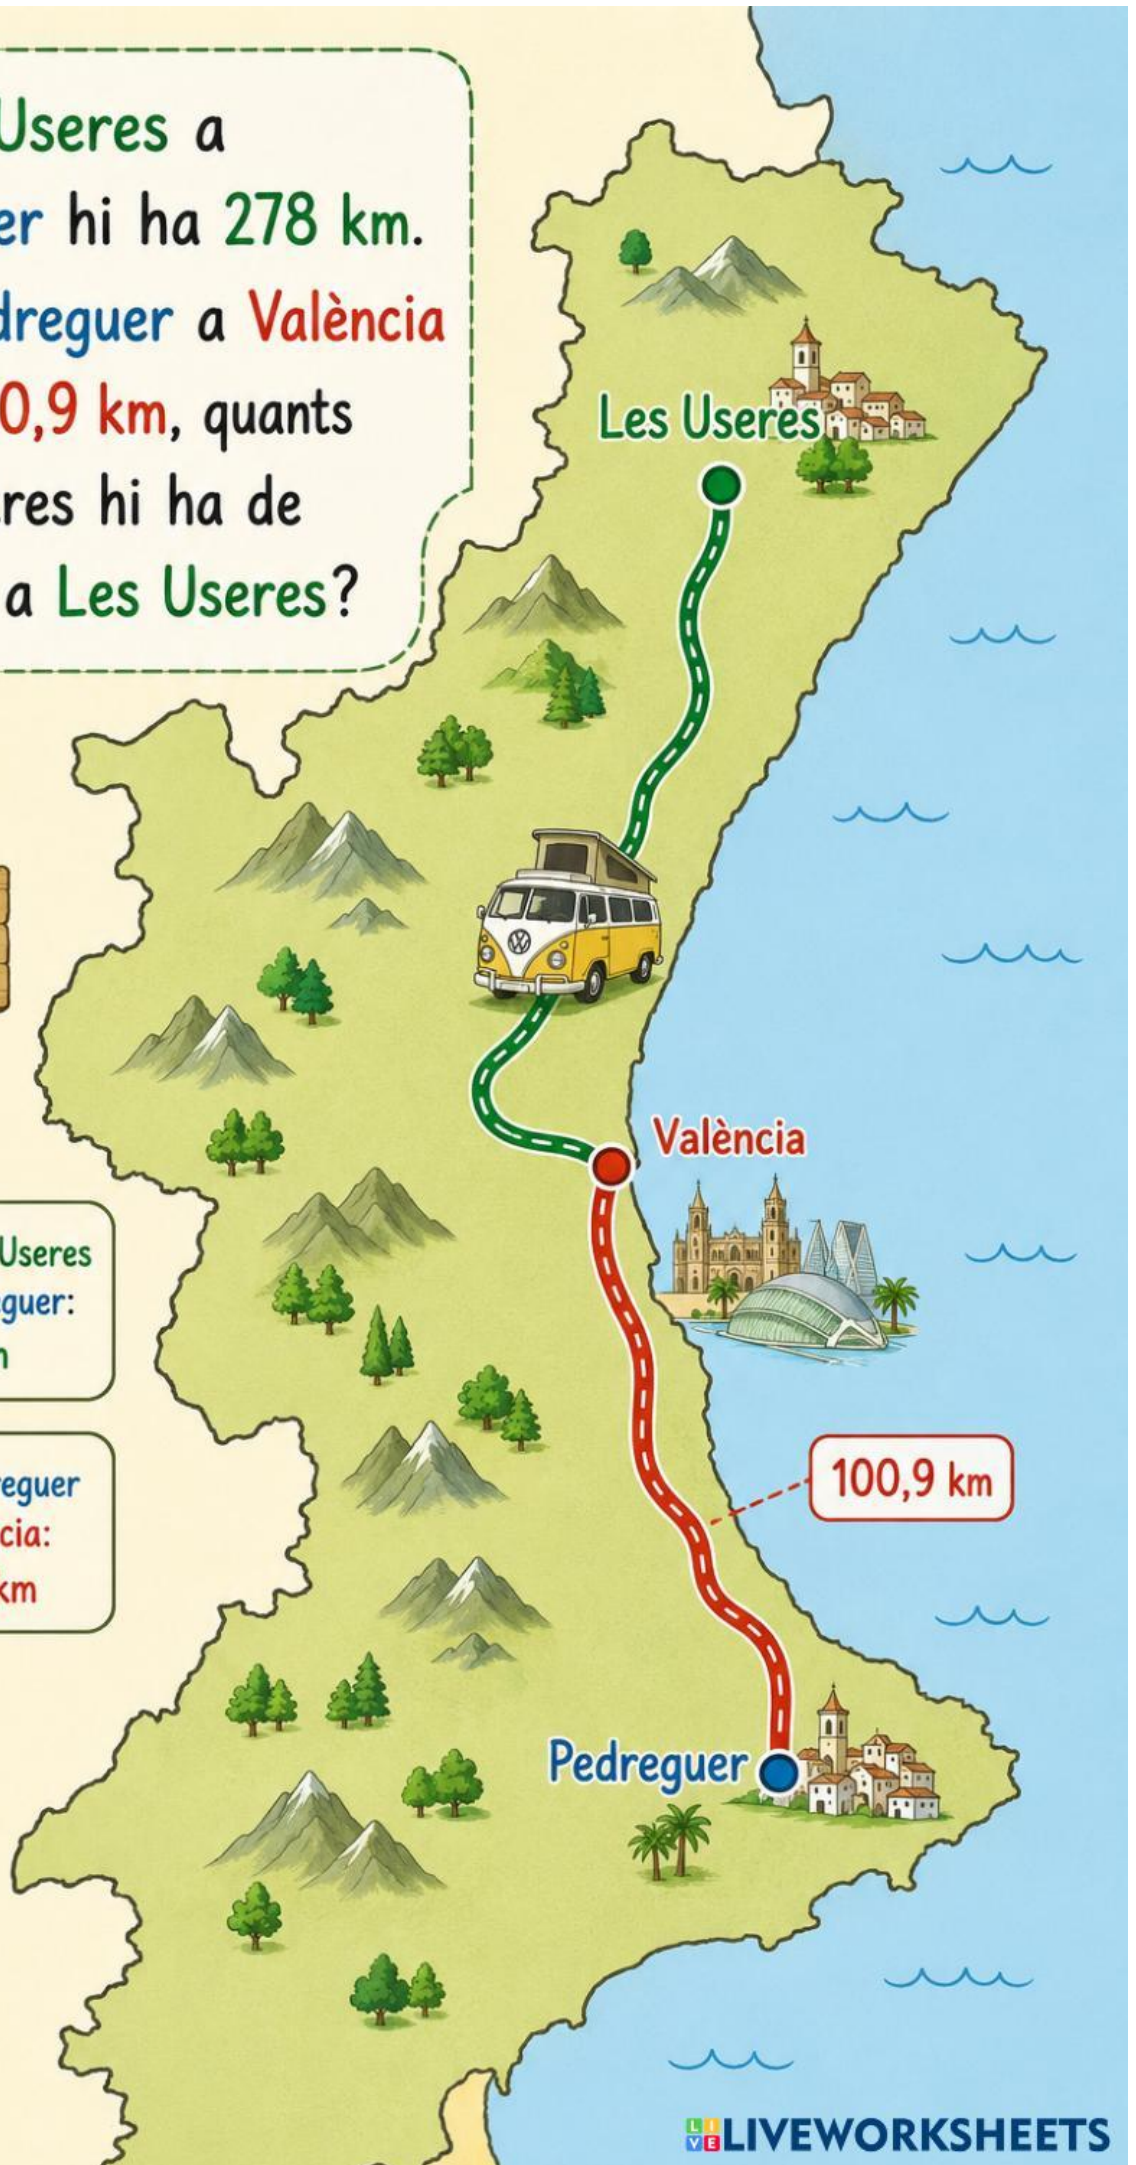 Useres a
er hi ha 278 km.
dreguer a València
0,9 km, quants
res hi ha de
a Les Useres?
Les Useres
València
Useres
guer:
100,9 km
reguer
cia:
km
Pedreguer
LIVEWORKSHEETS